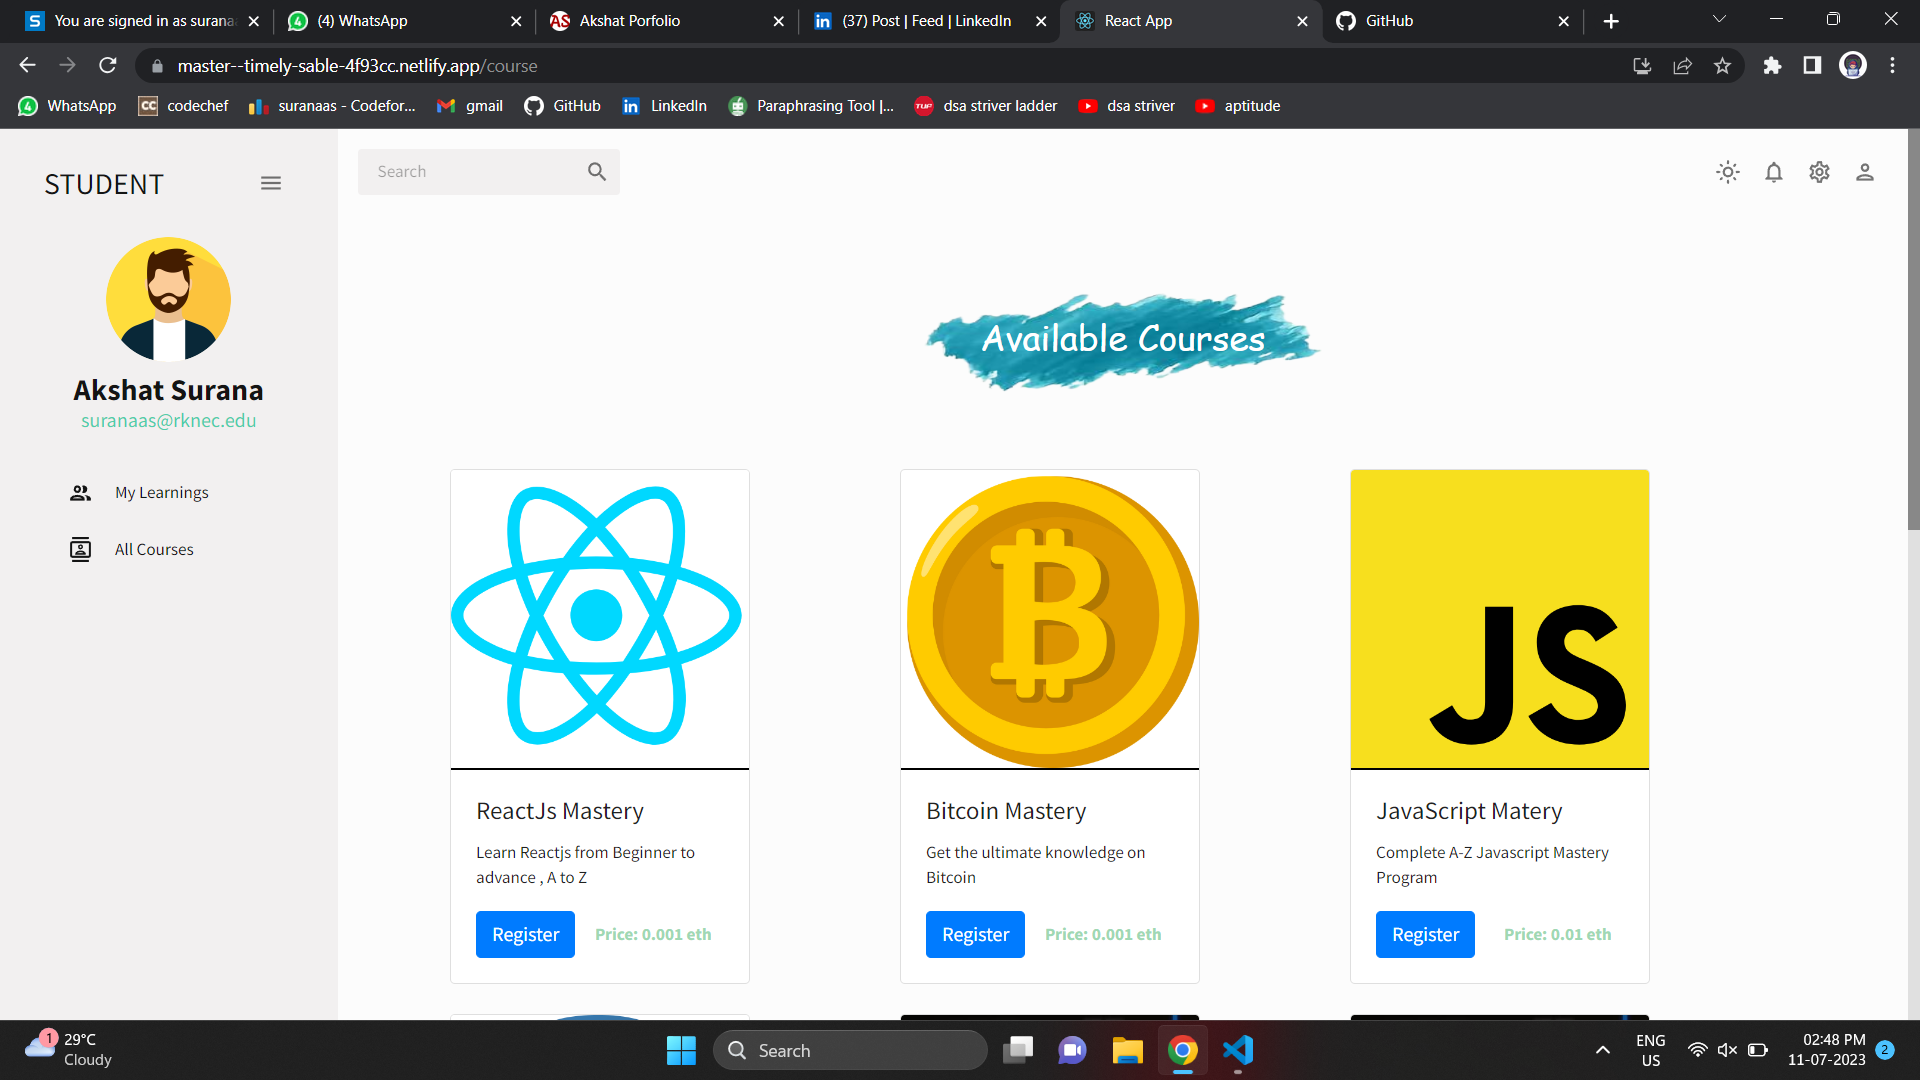 You are signed in as surana
(4) WhatsApp
AS
Akshat Porfolio
(37) Post | Feed | LinkedIn
React App
GitHub
master--timely-sable-4f93cc.netlify.app/course
WhatsApp
codechef
suranaas - Codefor...
gmail
GitHub
LinkedIn
Paraphrasing Tool |...
dsa striver ladder
dsa striver
aptitude
STUDENT
Search
Akshat Surana
suranaas@rknec.edu
My Learnings
All Courses
Available Courses
JS
ReactJs Mastery
Learn Reactjs from Beginner to
advance , A to Z
Register
Price: 0.001 eth
Bitcoin Mastery
Get the ultimate knowledge on
Bitcoin
Register
Price: 0.001 eth
JavaScript Matery
Complete A-Z Javascript Mastery
Program
Register
Price: 0.01 eth
1
29°C
Cloudy
Search
ENG
US
02:48 PM
11-07-2023
2